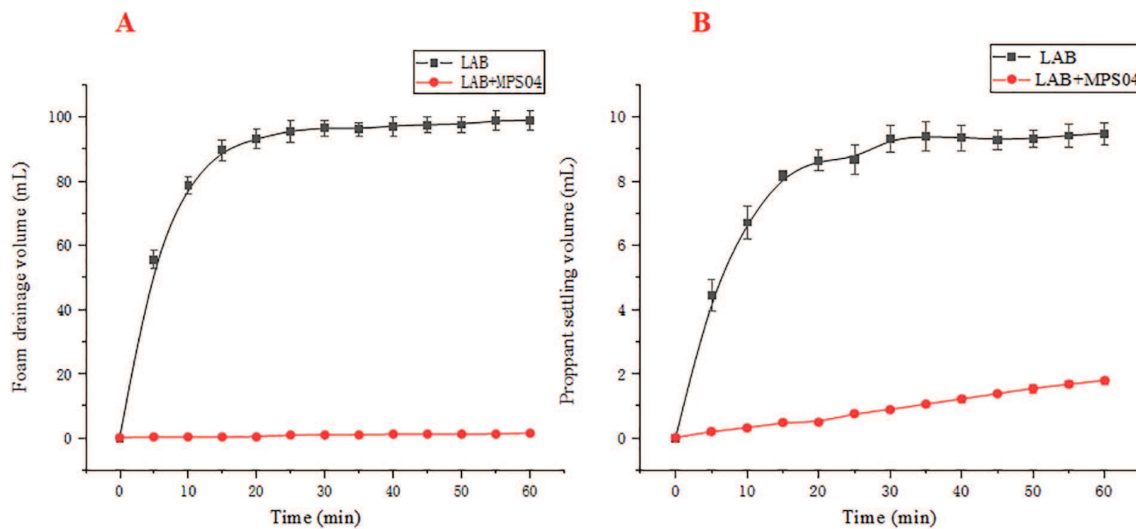 A
LAB
LAB+MPS04
100
80
60
40
20
0
Foam drainage volume (mL)
0 10 20 30 40 50 60
Time (min)
B
LAB
LAB+MPS04
10
8
6
4
2
0
Proppant settling volume (mL)
0 10 20 30 40 50 60
Time (min)